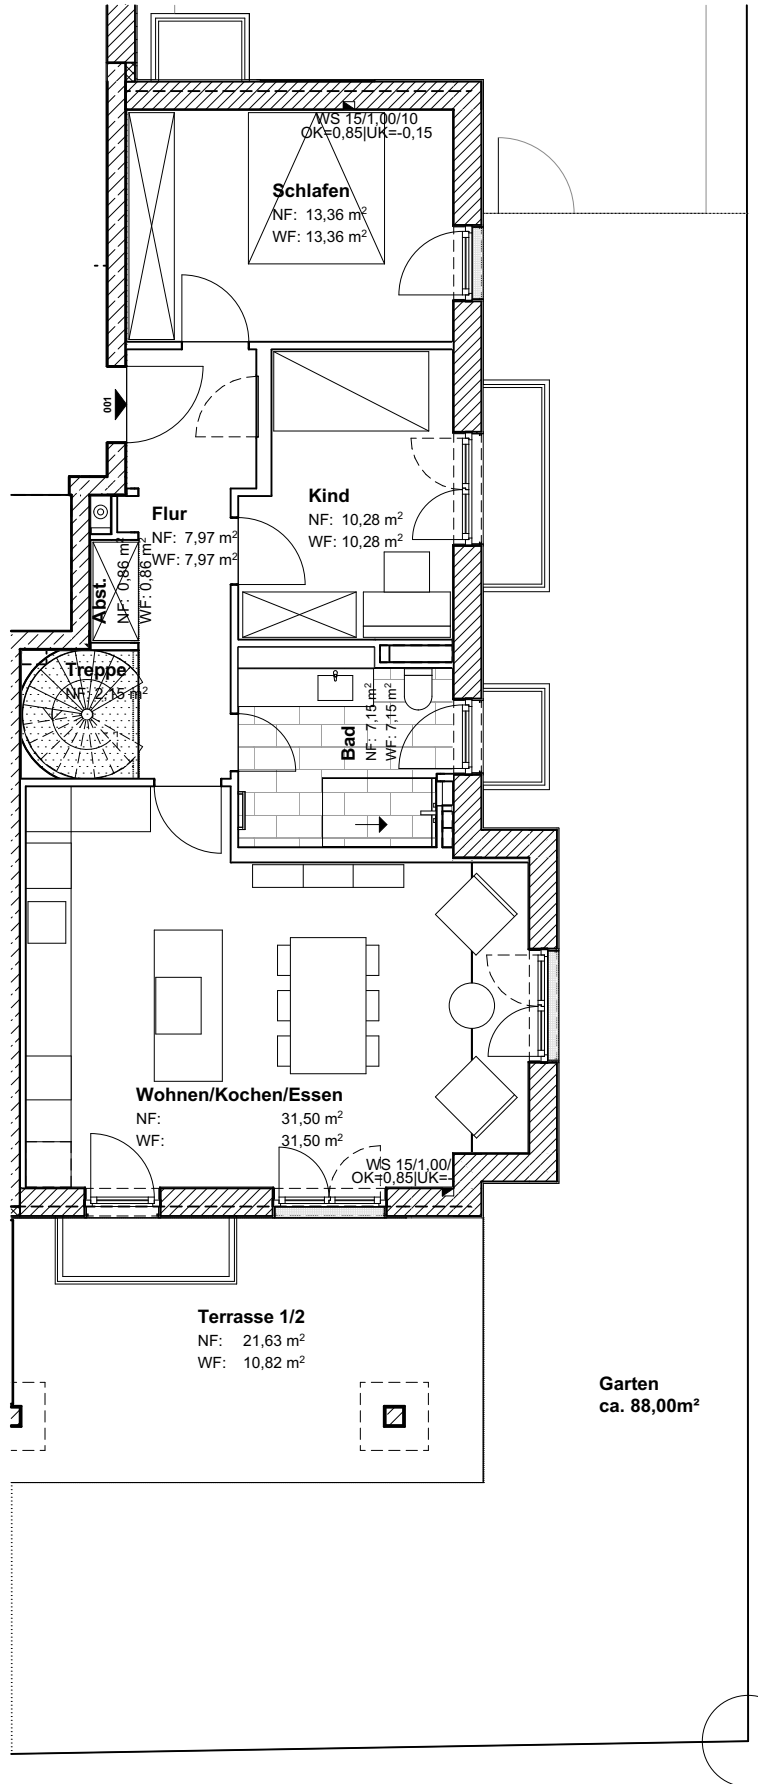 WS 15/1,00/10
OK=0,85|UK=-0,15
Schlafen
NF: 13,36 m²
WF: 13,36 m²
001
Kind
NF: 10,28 m²
WF: 10,28 m²
Flur
NF: 7,97 m²
WF: 7,97 m²
Abst.
NF: 0,86 m²
WF: 0,86 m²
Treppe
NF: 2,15 m²
Bad
NF: 7,15 m²
WF: 7,15 m²
Wohnen/Kochen/Essen
NF: 31,50 m²
WF: 31,50 m²
WS 15/1,00/
OK=0,85|UK=-
Terrasse 1/2
NF: 21,63 m²
WF: 10,82 m²
Garten
ca. 88,00m²